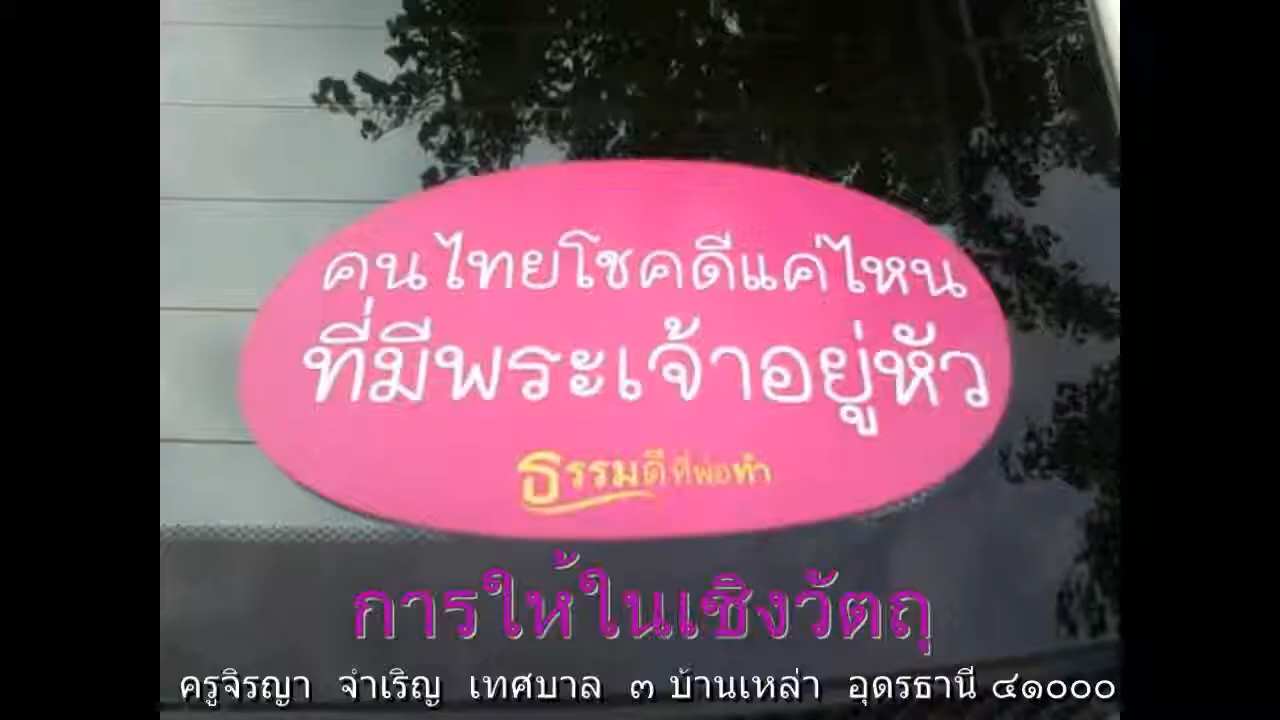 คนไทยโชคดีแค่ไหน
ที่มีพระเจ้าอยู่หัว
ธรรมดีที่พ่อทำ
การให้ในเชิงวัตถุ
ครูจิรญา จำเริญ เทศบาล ๓ บ้านเหล่า อุดรธานี ๔๑๐๐๐